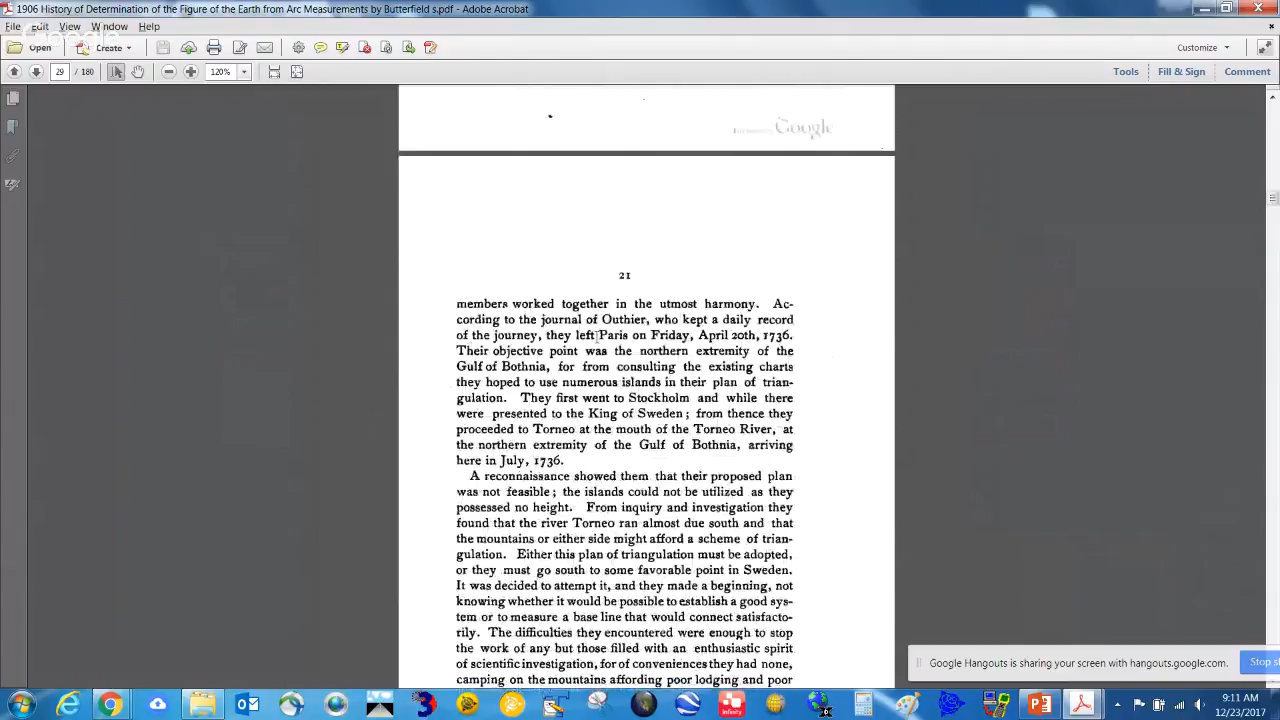 1906 History of Determination of the Figure of the Earth from Arc Measurements by Butterfield s.pdf - Adobe Acrobat
File Edit View Window Help
Google
Open Create Customize
29 / 180 120% Tools Fill & Sign Comment
Google
21
members worked together in the utmost harmony. Ac-
cording to the journal of Outhier, who kept a daily record
of the journey, they left Paris on Friday, April 20th, 1736.
Their objective point was the northern extremity of the
Gulf of Bothnia, for from consulting the existing charts
they hoped to use numerous islands in their plan of trian-
gulation. They first went to Stockholm and while there
were presented to the King of Sweden; from thence they
proceeded to Torneo at the mouth of the Torneo River, at
the northern extremity of the Gulf of Bothnia, arriving
here in July, 1736.
A reconnaissance showed them that their proposed plan
was not feasible; the islands could not be utilized as they
possessed no height. From inquiry and investigation they
found that the river Torneo ran almost due south and that
the mountains or either side might afford a scheme of trian-
gulation. Either this plan of triangulation must be adopted,
or they must go south to some favorable point in Sweden.
It was decided to attempt it, and they made a beginning, not
knowing whether it would be possible to establish a good sys-
tem or to measure a base line that would connect satisfacto-
rily. The difficulties they encountered were enough to stop
the work of any but those filled with an enthusiastic spirit
of scientific investigation, for of conveniences they had none,
camping on the mountains affording poor lodging and poor
Google Hangouts is sharing your screen with hangouts.google.com. Stop s
Infinity
9:11 AM
12/23/2017